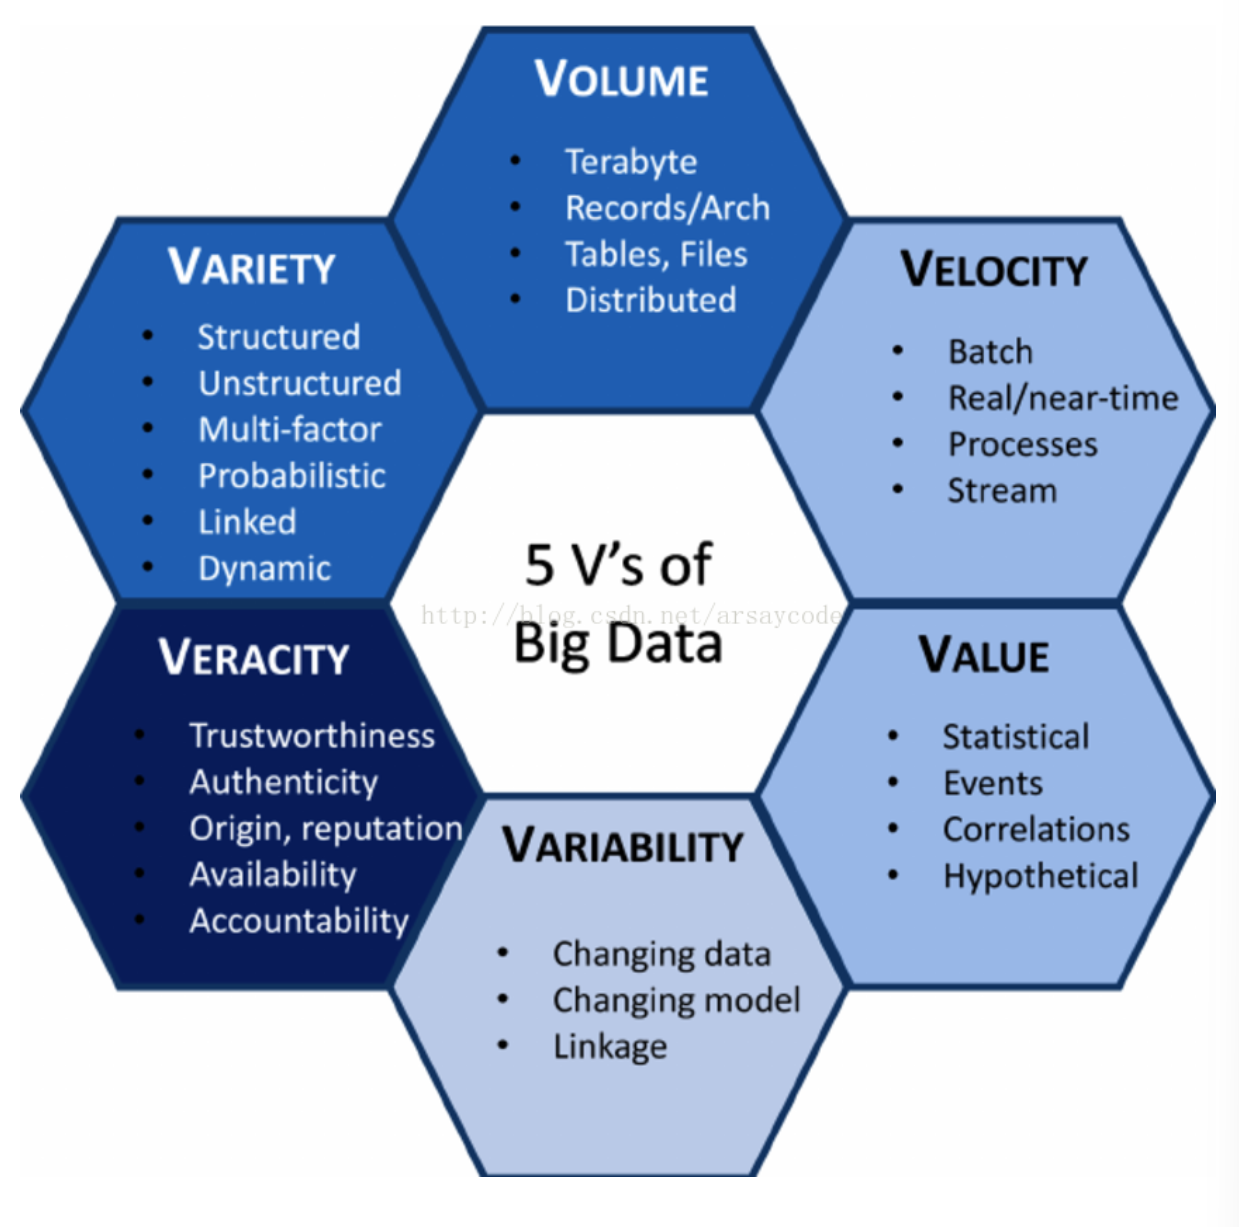 VOLUME
• Terabyte
• Records/Arch
• Tables, Files
• Distributed
VARIETY
• Structured
• Unstructured
• Multi-factor
• Probabilistic
• Linked
• Dynamic
VELOCITY
• Batch
• Real/near-time
• Processes
• Stream
5 V’s of
http://blog.csdn.net/arsaycode
Big Data
VERACITY
• Trustworthiness
• Authenticity
• Origin, reputation
• Availability
• Accountability
VALUE
• Statistical
• Events
• Correlations
• Hypothetical
VARIABILITY
• Changing data
• Changing model
• Linkage